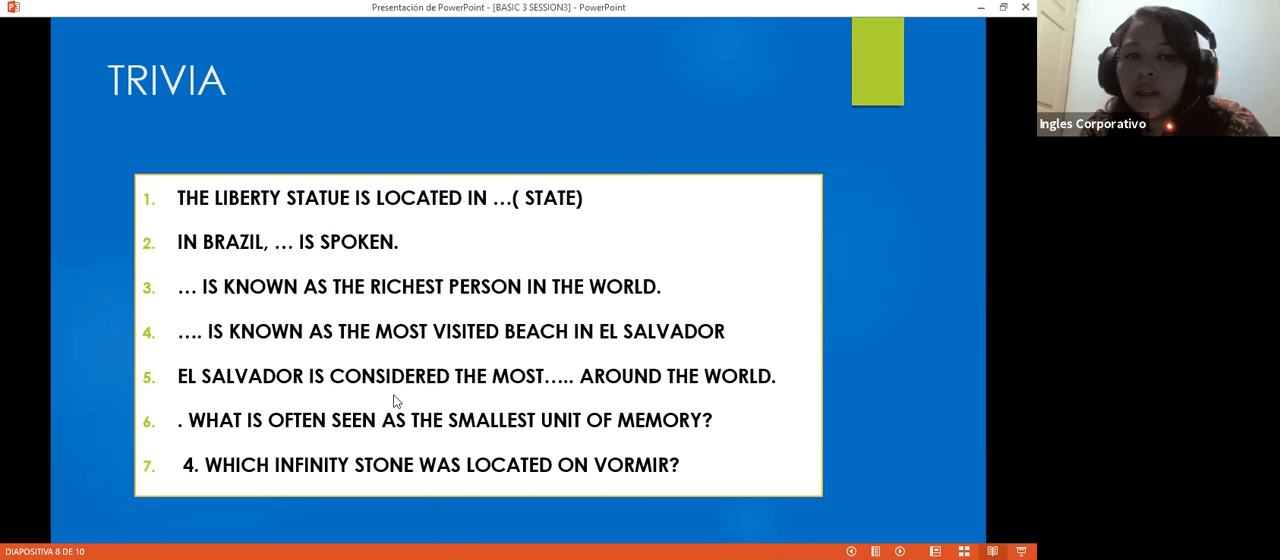 Presentación de PowerPoint - [BASIC 3 SESSION3] - PowerPoint
TRIVIA
1. THE LIBERTY STATUE IS LOCATED IN …( STATE)
2. IN BRAZIL, … IS SPOKEN.
3. … IS KNOWN AS THE RICHEST PERSON IN THE WORLD.
4. …. IS KNOWN AS THE MOST VISITED BEACH IN EL SALVADOR
5. EL SALVADOR IS CONSIDERED THE MOST….. AROUND THE WORLD.
6. . WHAT IS OFTEN SEEN AS THE SMALLEST UNIT OF MEMORY?
7. 4. WHICH INFINITY STONE WAS LOCATED ON VORMIR?
Ingles Corporativo
DIAPOSITIVA 8 DE 10